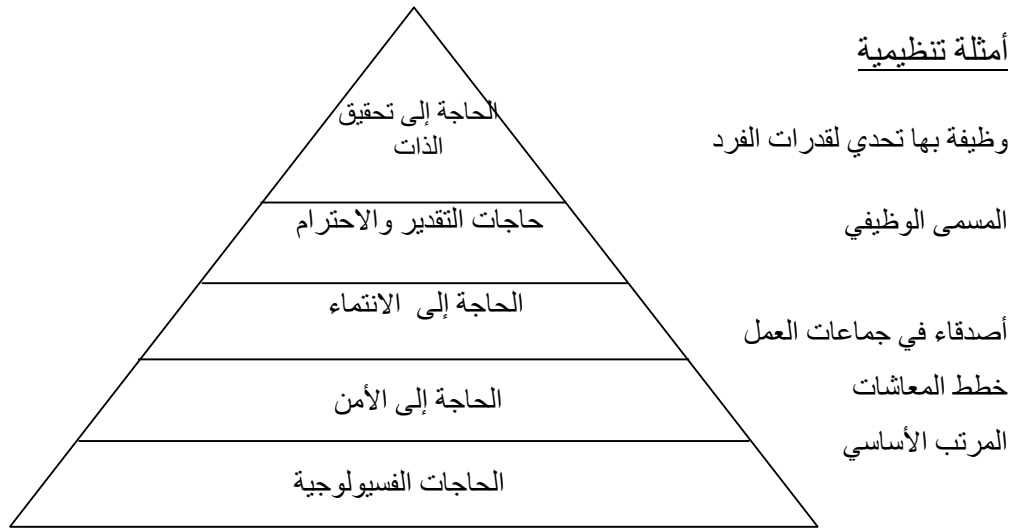 أمثلة تنظيمية
الحاجة إلى تحقيق
الذات
وظيفة بها تحدي لقدرات الفرد
حاجات التقدير والاحترام
المسمى الوظيفي
الحاجة إلى الانتماء
أصدقاء في جماعات العمل
الحاجة إلى الأمن
خطط المعاشات
المرتب الأساسي
الحاجات الفسيولوجية